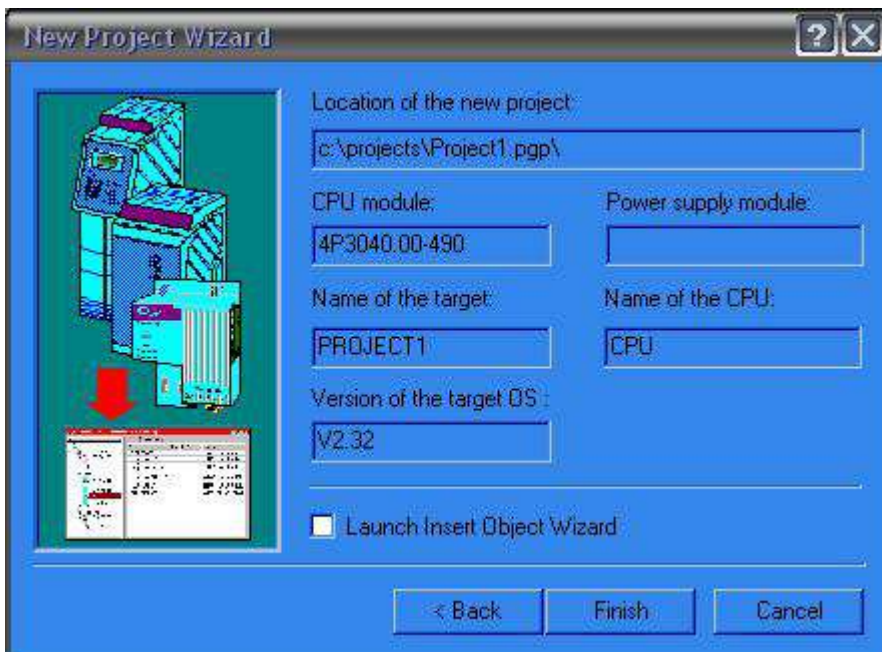 New Project Wizard
Location of the new project:
c:\projects\Project1.pgp\
CPU module:
Power supply module:
4P3040.00-490
Name of the target:
Name of the CPU:
PROJECT1
CPU
Version of the target OS :
V2.32
Launch Insert Object Wizard
< Back
Finish
Cancel